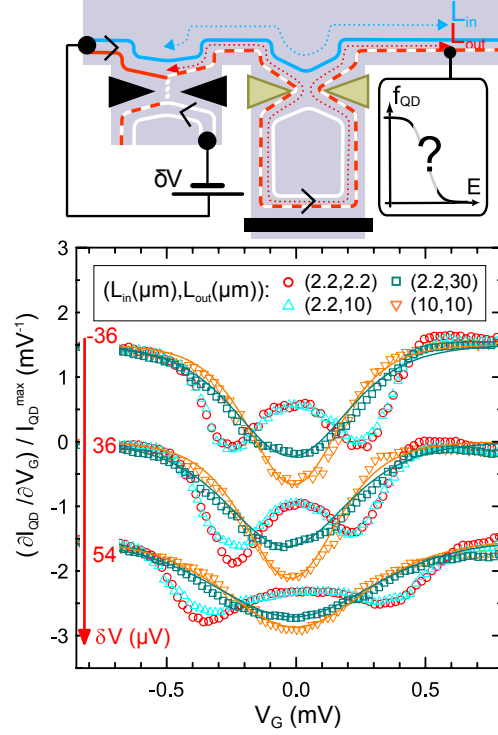 L_in
L_out
f_QD
?
E
δV
(L_in(μm),L_out(μm)):
(2.2,2.2)
(2.2,30)
(2.2,10)
(10,10)
3
2
1
0
-1
-2
-3
-36
36
54
δV (μV)
(∂I_QD/∂V_G) / I_QD^max (mV⁻¹)
-0.5
0.0
0.5
V_G (mV)